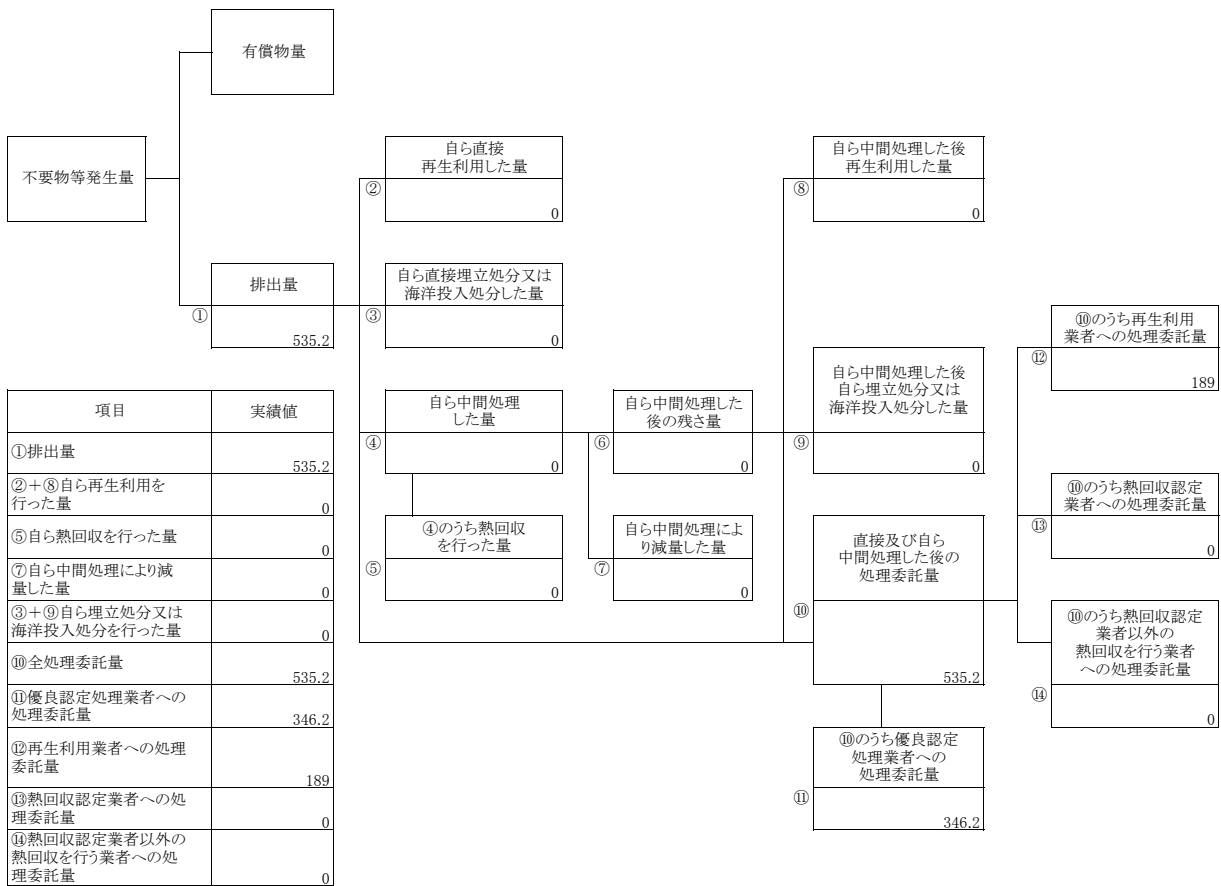 有償物量
不要物等発生量
排出量
①
535.2
自ら直接
再生利用した量
②
0
自ら直接埋立処分又は
海洋投入処分した量
③
0
自ら中間処理
した量
④
0
④のうち熱回収
を行った量
⑤
0
自ら中間処理した
後の残さ量
⑥
0
自ら中間処理によ
り減量した量
⑦
0
自ら中間処理した後
再生利用した量
⑧
0
自ら中間処理した後
自ら埋立処分又は
海洋投入処分した量
⑨
0
直接及び自ら
中間処理した後の
処理委託量
⑩
535.2
⑩のうち優良認定
処理業者への
処理委託量
⑪
346.2
⑩のうち再生利用
業者への処理委託量
⑫
189
⑩のうち熱回収認定
業者への処理委託量
⑬
0
⑩のうち熱回収認定
業者以外の
熱回収を行う業者
への処理委託量
⑭
0
項目 実績値
①排出量 535.2
②+⑧自ら再生利用を
行った量 0
⑤自ら熱回収を行った量 0
⑦自ら中間処理により減
量した量 0
③+⑨自ら埋立処分又は
海洋投入処分を行った量 0
⑩全処理委託量 535.2
⑪優良認定処理業者への
処理委託量 346.2
⑫再生利用業者への処理
委託量 189
⑬熱回収認定業者への処
理委託量 0
⑭熱回収認定業者以外の
熱回収を行う業者への処
理委託量 0